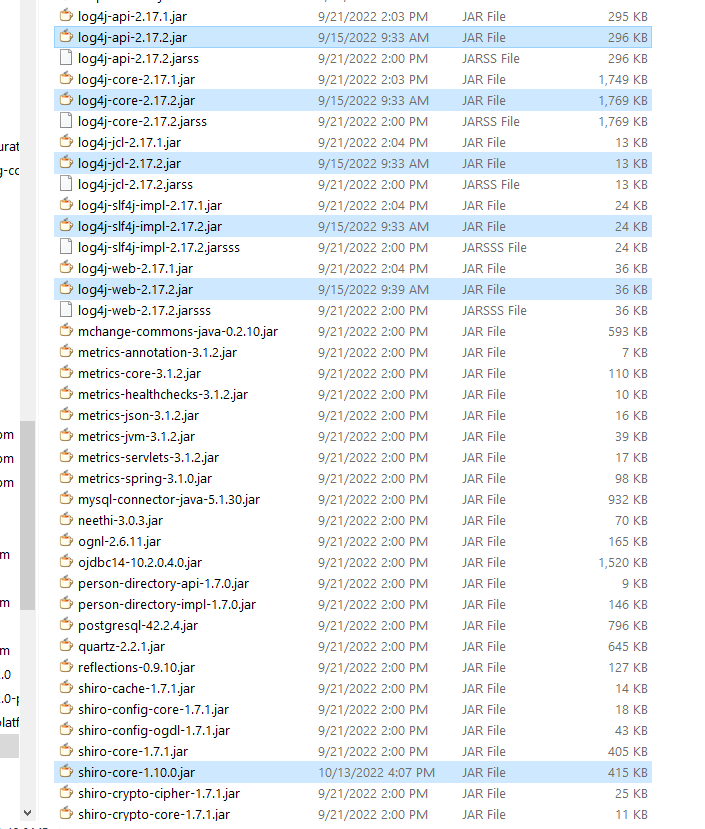 log4j-api-2.17.1.jar 9/21/2022 2:03 PM JAR File 295 KB
log4j-api-2.17.2.jar 9/15/2022 9:33 AM JAR File 296 KB
log4j-api-2.17.2.jarss 9/21/2022 2:00 PM JARSS File 296 KB
log4j-core-2.17.1.jar 9/21/2022 2:03 PM JAR File 1,749 KB
log4j-core-2.17.2.jar 9/15/2022 9:33 AM JAR File 1,769 KB
log4j-core-2.17.2.jarss 9/21/2022 2:00 PM JARSS File 1,769 KB
log4j-jcl-2.17.1.jar 9/21/2022 2:04 PM JAR File 13 KB
log4j-jcl-2.17.2.jar 9/15/2022 9:33 AM JAR File 13 KB
log4j-jcl-2.17.2.jarss 9/21/2022 2:00 PM JARSS File 13 KB
log4j-slf4j-impl-2.17.1.jar 9/21/2022 2:04 PM JAR File 24 KB
log4j-slf4j-impl-2.17.2.jar 9/15/2022 9:33 AM JAR File 24 KB
log4j-slf4j-impl-2.17.2.jarsss 9/21/2022 2:00 PM JARSSS File 24 KB
log4j-web-2.17.1.jar 9/21/2022 2:04 PM JAR File 36 KB
log4j-web-2.17.2.jar 9/15/2022 9:39 AM JAR File 36 KB
log4j-web-2.17.2.jarsss 9/21/2022 2:00 PM JARSSS File 36 KB
mchange-commons-java-0.2.10.jar 9/21/2022 2:00 PM JAR File 593 KB
metrics-annotation-3.1.2.jar 9/21/2022 2:00 PM JAR File 7 KB
metrics-core-3.1.2.jar 9/21/2022 2:00 PM JAR File 110 KB
metrics-healthchecks-3.1.2.jar 9/21/2022 2:00 PM JAR File 10 KB
metrics-json-3.1.2.jar 9/21/2022 2:00 PM JAR File 16 KB
metrics-jvm-3.1.2.jar 9/21/2022 2:00 PM JAR File 39 KB
metrics-servlets-3.1.2.jar 9/21/2022 2:00 PM JAR File 17 KB
metrics-spring-3.1.0.jar 9/21/2022 2:00 PM JAR File 98 KB
mysql-connector-java-5.1.30.jar 9/21/2022 2:00 PM JAR File 932 KB
neethi-3.0.3.jar 9/21/2022 2:00 PM JAR File 70 KB
ognl-2.6.11.jar 9/21/2022 2:00 PM JAR File 165 KB
ojdbc14-10.2.0.4.0.jar 9/21/2022 2:00 PM JAR File 1,520 KB
person-directory-api-1.7.0.jar 9/21/2022 2:00 PM JAR File 9 KB
person-directory-impl-1.7.0.jar 9/21/2022 2:00 PM JAR File 146 KB
postgresql-42.2.4.jar 9/21/2022 2:00 PM JAR File 796 KB
quartz-2.2.1.jar 9/21/2022 2:00 PM JAR File 645 KB
reflections-0.9.10.jar 9/21/2022 2:00 PM JAR File 127 KB
shiro-cache-1.7.1.jar 9/21/2022 2:00 PM JAR File 14 KB
shiro-config-core-1.7.1.jar 9/21/2022 2:00 PM JAR File 18 KB
shiro-config-ogdl-1.7.1.jar 9/21/2022 2:00 PM JAR File 43 KB
shiro-core-1.7.1.jar 9/21/2022 2:00 PM JAR File 405 KB
shiro-core-1.10.0.jar 10/13/2022 4:07 PM JAR File 415 KB
shiro-crypto-cipher-1.7.1.jar 9/21/2022 2:00 PM JAR File 25 KB
shiro-crypto-core-1.7.1.jar 9/21/2022 2:00 PM JAR File 11 KB